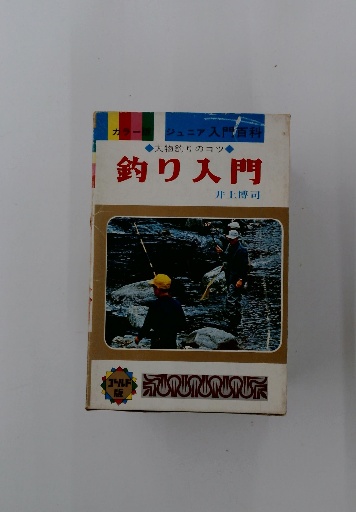 カラー版 ジュニア入門百科
◆大物釣りのコツ◆
釣り入門
井上博司
ゴールド
版